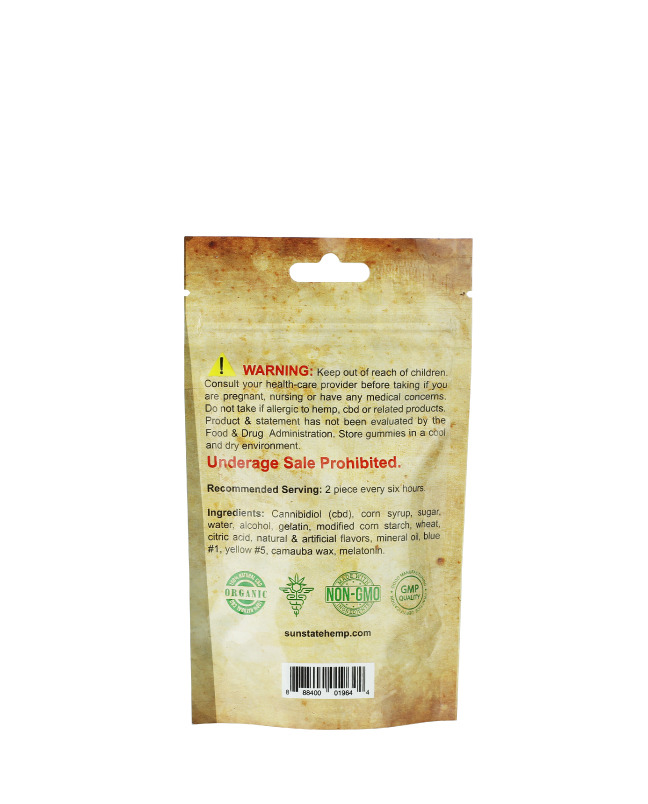 WARNING: Keep out of reach of children.
Consult your health-care provider before taking if you
are pregnant, nursing or have any medical concerns.
Do not take if allergic to hemp, cbd or related products.
Product & statement has not been evaluated by the
Food & Drug Administration. Store gummies in a cool
and dry environment.
Underage Sale Prohibited.
Recommended Serving: 2 piece every six hours.
Ingredients: Cannibidiol (cbd), corn syrup, sugar,
water, alcohol, gelatin, modified corn starch, wheat,
citric acid, natural & artificial flavors, mineral oil, blue
#1, yellow #5, carnauba wax, melatonin.
ORGANIC
NON-GMO
GMP
QUALITY
sunstatehemp.com
8 88400 01964 4